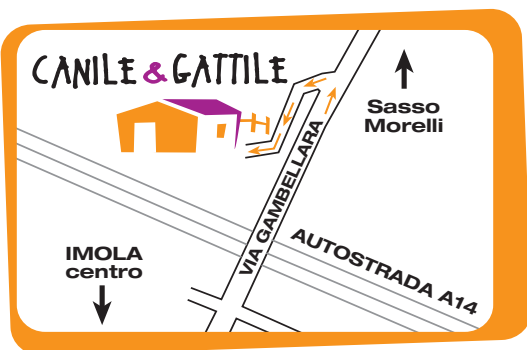 CANILE & GATTILE
Sasso
Morelli
VIA GAMBELLARA
AUTOSTRADA A14
IMOLA
centro